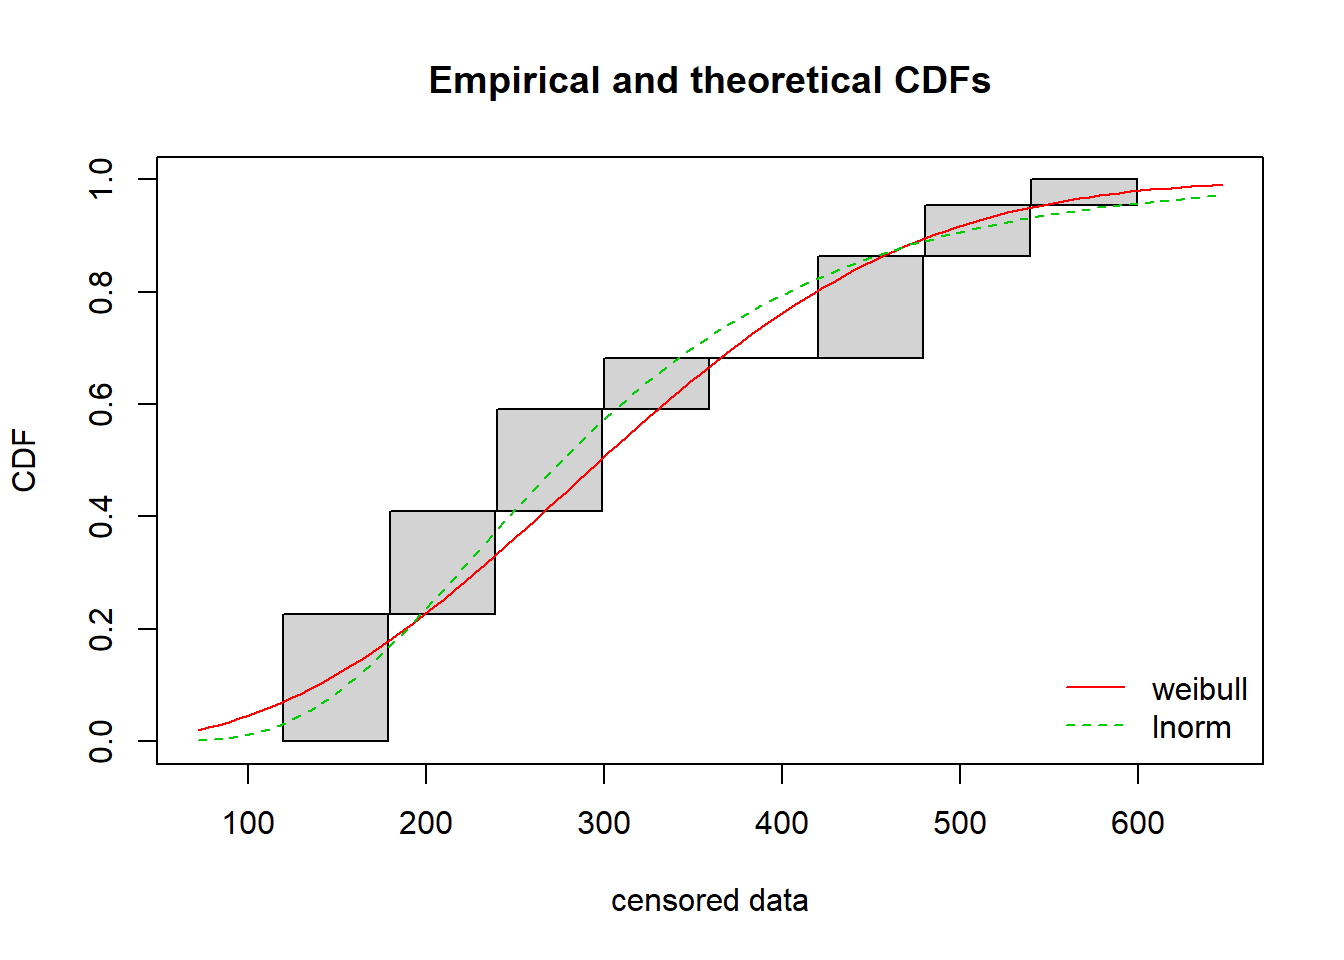 Empirical and theoretical CDFs
CDF
1.0
0.8
0.6
0.4
0.2
0.0
weibull
lnorm
100 200 300 400 500 600
censored data